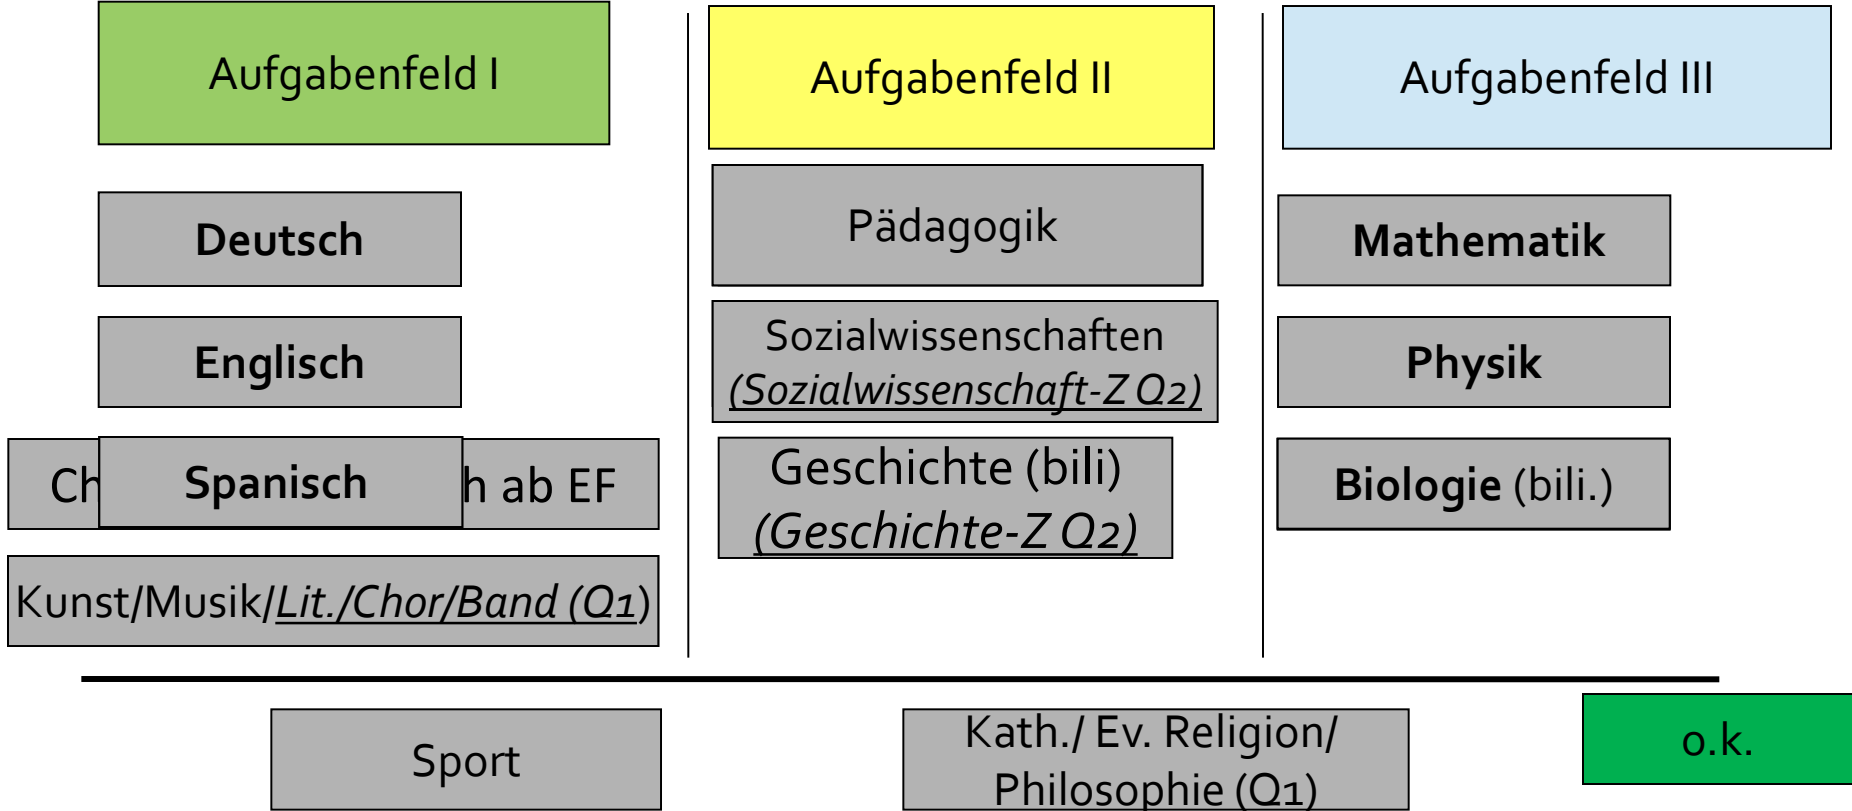 Aufgabenfeld I
Deutsch
Englisch
Spanisch
ab EF
Kunst/Musik/Lit./Chor/Band (Q1)
Aufgabenfeld II
Pädagogik
Sozialwissenschaften
(Sozialwissenschaft-Z Q2)
Geschichte (bili)
(Geschichte-Z Q2)
Aufgabenfeld III
Mathematik
Physik
Biologie (bili.)
Sport
Kath./ Ev. Religion/
Philosophie (Q1)
o.k.